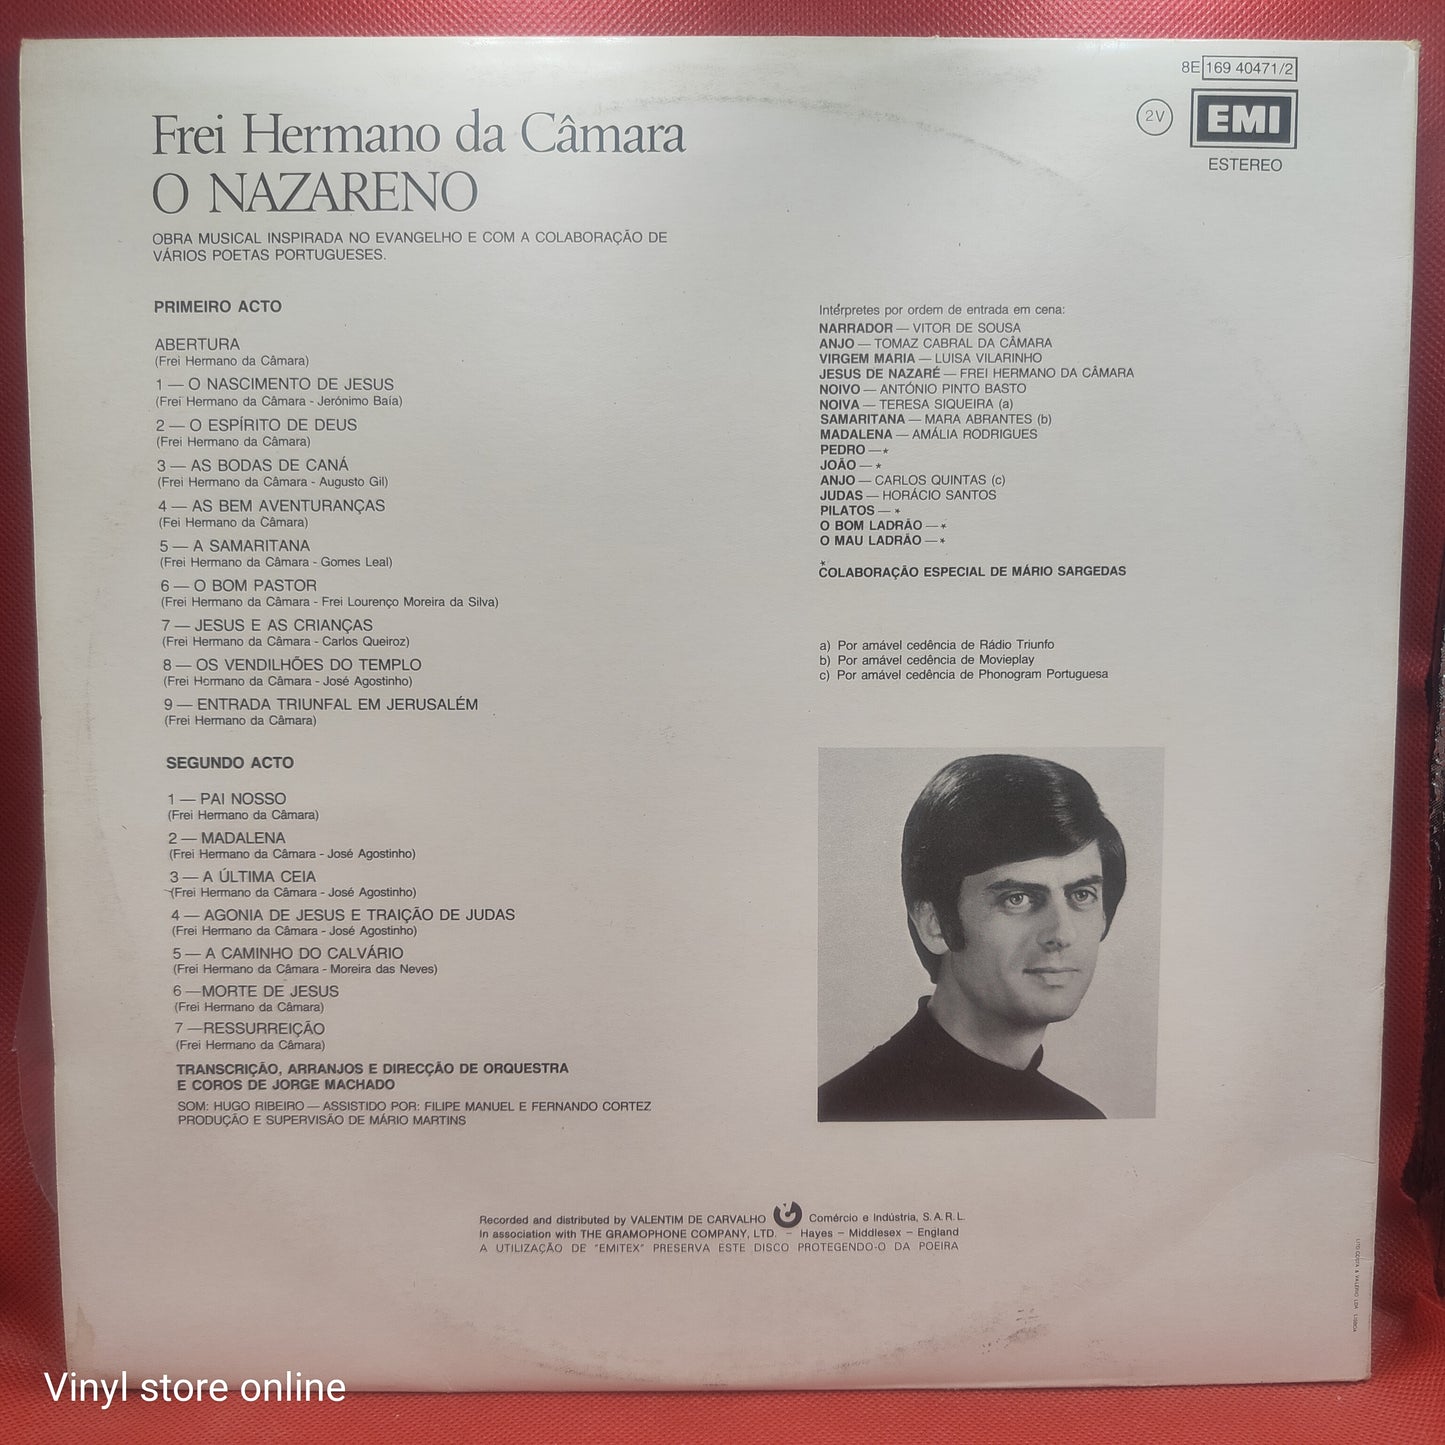 8E 169 40471/2
2V
EMI
ESTEREO
Frei Hermano da Câmara
O NAZARENO
OBRA MUSICAL INSPIRADA NO EVANGELHO E COM A COLABORAÇÃO DE
VÁRIOS POETAS PORTUGUESES.
PRIMEIRO ACTO
ABERTURA
(Frei Hermano da Câmara)
1 — O NASCIMENTO DE JESUS
(Frei Hermano da Câmara - Jerónimo Baía)
2 — O ESPÍRITO DE DEUS
(Frei Hermano da Câmara)
3 — AS BODAS DE CANÁ
(Frei Hermano da Câmara - Augusto Gil)
4 — AS BEM AVENTURANÇAS
(Fei Hermano da Câmara)
5 — A SAMARITANA
(Frei Hermano da Câmara - Gomes Leal)
6 — O BOM PASTOR
(Frei Hermano da Câmara - Frei Lourenço Moreira da Silva)
7 — JESUS E AS CRIANÇAS
(Frei Hermano da Câmara - Carlos Queiroz)
8 — OS VENDILHÕES DO TEMPLO
(Frei Hermano da Câmara - José Agostinho)
9 — ENTRADA TRIUNFAL EM JERUSALÉM
(Frei Hermano da Câmara)
SEGUNDO ACTO
1 — PAI NOSSO
(Frei Hermano da Câmara)
2 — MADALENA
(Frei Hermano da Câmara - José Agostinho)
3 — A ÚLTIMA CEIA
(Frei Hermano da Câmara - José Agostinho)
4 — AGONIA DE JESUS E TRAIÇÃO DE JUDAS
(Frei Hermano da Câmara - José Agostinho)
5 — A CAMINHO DO CALVÁRIO
(Frei Hermano da Câmara - Moreira das Neves)
6 —MORTE DE JESUS
(Frei Hermano da Câmara)
7 —RESSURREIÇÃO
(Frei Hermano da Câmara)
TRANSCRIÇÃO, ARRANJOS E DIRECÇÃO DE ORQUESTRA
E COROS DE JORGE MACHADO
SOM: HUGO RIBEIRO — ASSISTIDO POR: FILIPE MANUEL E FERNANDO CORTEZ
PRODUÇÃO E SUPERVISÃO DE MÁRIO MARTINS
Intérpretes por ordem de entrada em cena:
NARRADOR — VITOR DE SOUSA
ANJO — TOMAZ CABRAL DA CÂMARA
VIRGEM MARIA — LUISA VILARINHO
JESUS DE NAZARÉ — FREI HERMANO DA CÂMARA
NOIVO — ANTÓNIO PINTO BASTO
NOIVA — TERESA SIQUEIRA (a)
SAMARITANA — MARA ABRANTES (b)
MADALENA — AMÁLIA RODRIGUES
PEDRO —*
JOÃO — *
ANJO — CARLOS QUINTAS (c)
JUDAS — HORÁCIO SANTOS
PILATOS — *
O BOM LADRÃO —*
O MAU LADRÃO —*
*
COLABORAÇÃO ESPECIAL DE MÁRIO SARGEDAS
a) Por amável cedência de Rádio Triunfo
b) Por amável cedência de Movieplay
c) Por amável cedência de Phonogram Portuguesa
Recorded and distributed by VALENTIM DE CARVALHO Comércio e Indústria, S.A.R.L.
In association with THE GRAMOPHONE COMPANY, LTD. – Hayes – Middlesex – England
A UTILIZAÇÃO DE "EMITEX" PRESERVA ESTE DISCO PROTEGENDO-O DA POEIRA
LITO COSTA & VALÉRIO LDA. LISBOA
Vinyl store online